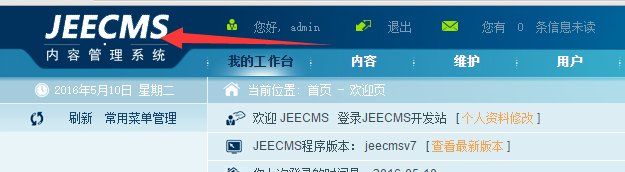 JEECMS
内容管理系统
您好, admin 退出 您有 0 条信息未读
我的工作台 内容 维护 用户
2016年5月10日 星期二
当前位置: 首页 - 欢迎页
刷新 常用菜单管理
欢迎 JEECMS 登录JEECMS开发站 [个人资料修改]
JEECMS程序版本: jeecmsv7 [查看最新版本]